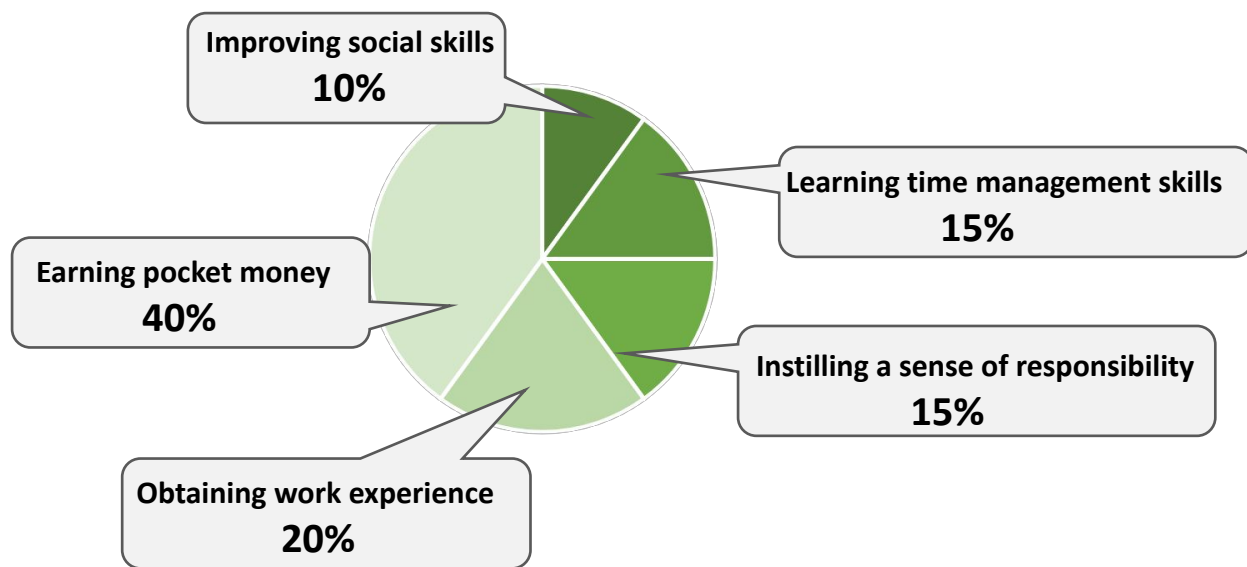 Improving social skills
10%
Learning time management skills
15%
Earning pocket money
40%
Instilling a sense of responsibility
15%
Obtaining work experience
20%